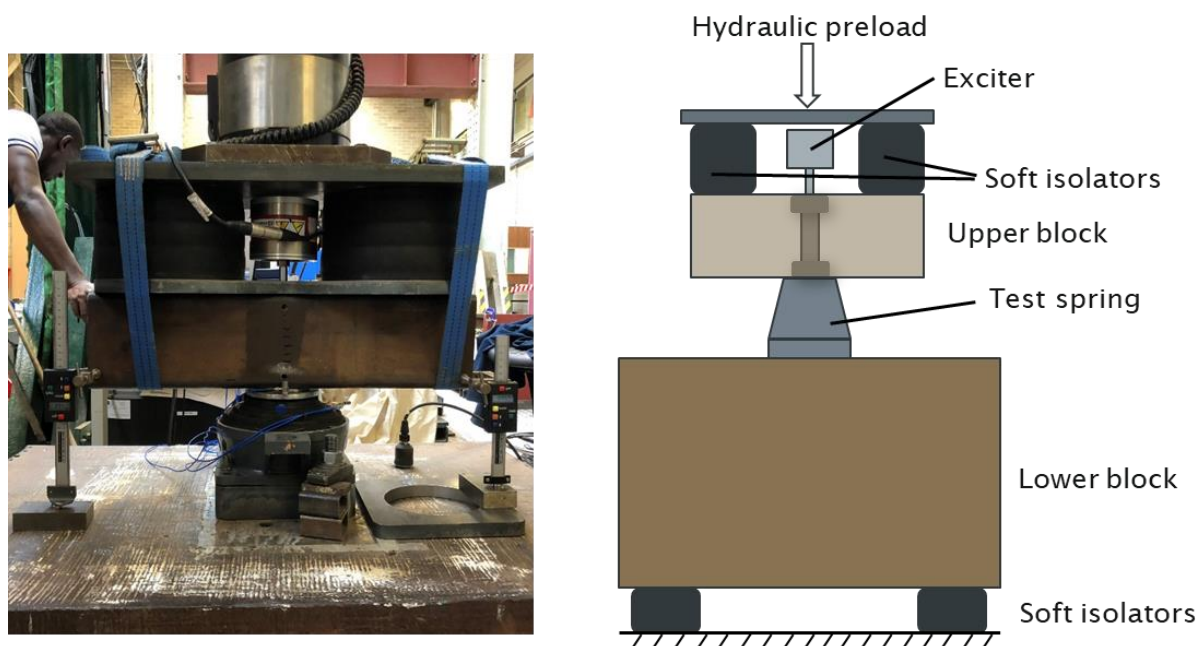 Hydraulic preload
Exciter
Soft isolators
Upper block
Test spring
Lower block
Soft isolators